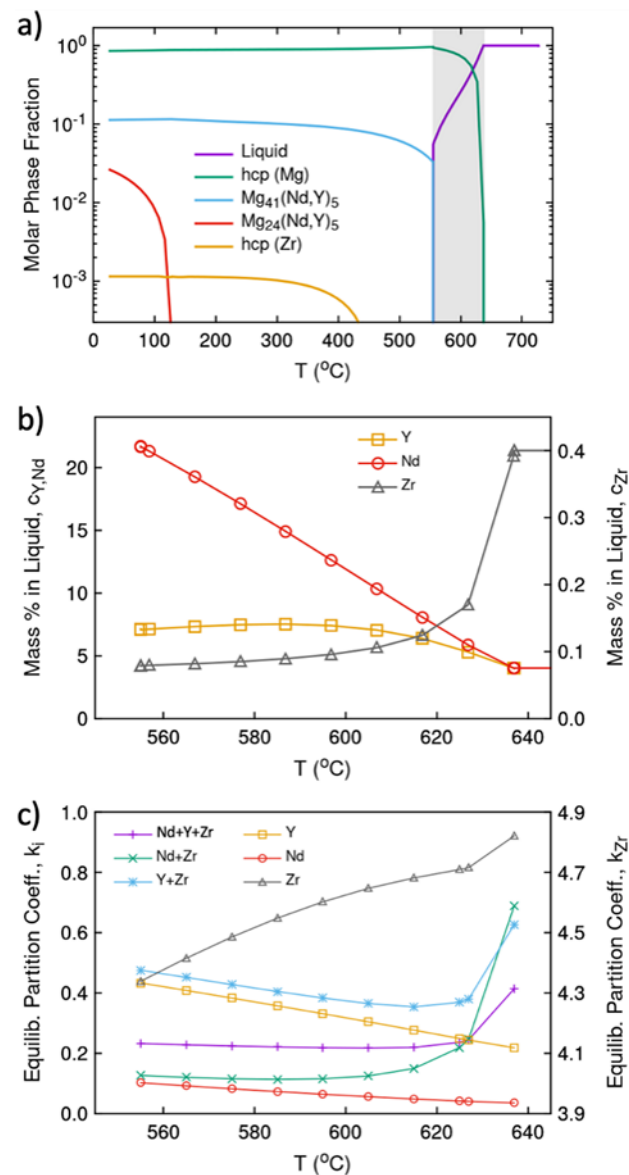 a)
10⁰
10⁻¹
10⁻²
10⁻³
Molar Phase Fraction
Liquid
hcp (Mg)
Mg₄₁(Nd,Y)₅
Mg₂₄(Nd,Y)₅
hcp (Zr)
0 100 200 300 400 500 600 700
T (°C)
b)
Mass % in Liquid, c_Y,Nd
20
15
10
5
0
Y
Nd
Zr
0.4
0.3
0.2
0.1
0.0
Mass % in Liquid, c_Zr
560 580 600 620 640
T (°C)
c)
Equilib. Partition Coeff., kᵢ
1.0
0.8
0.6
0.4
0.2
0.0
Nd+Y+Zr Y
Nd+Zr Nd
Y+Zr Zr
4.9
4.7
4.5
4.3
4.1
3.9
Equilib. Partition Coeff., k_Zr
560 580 600 620 640
T (°C)